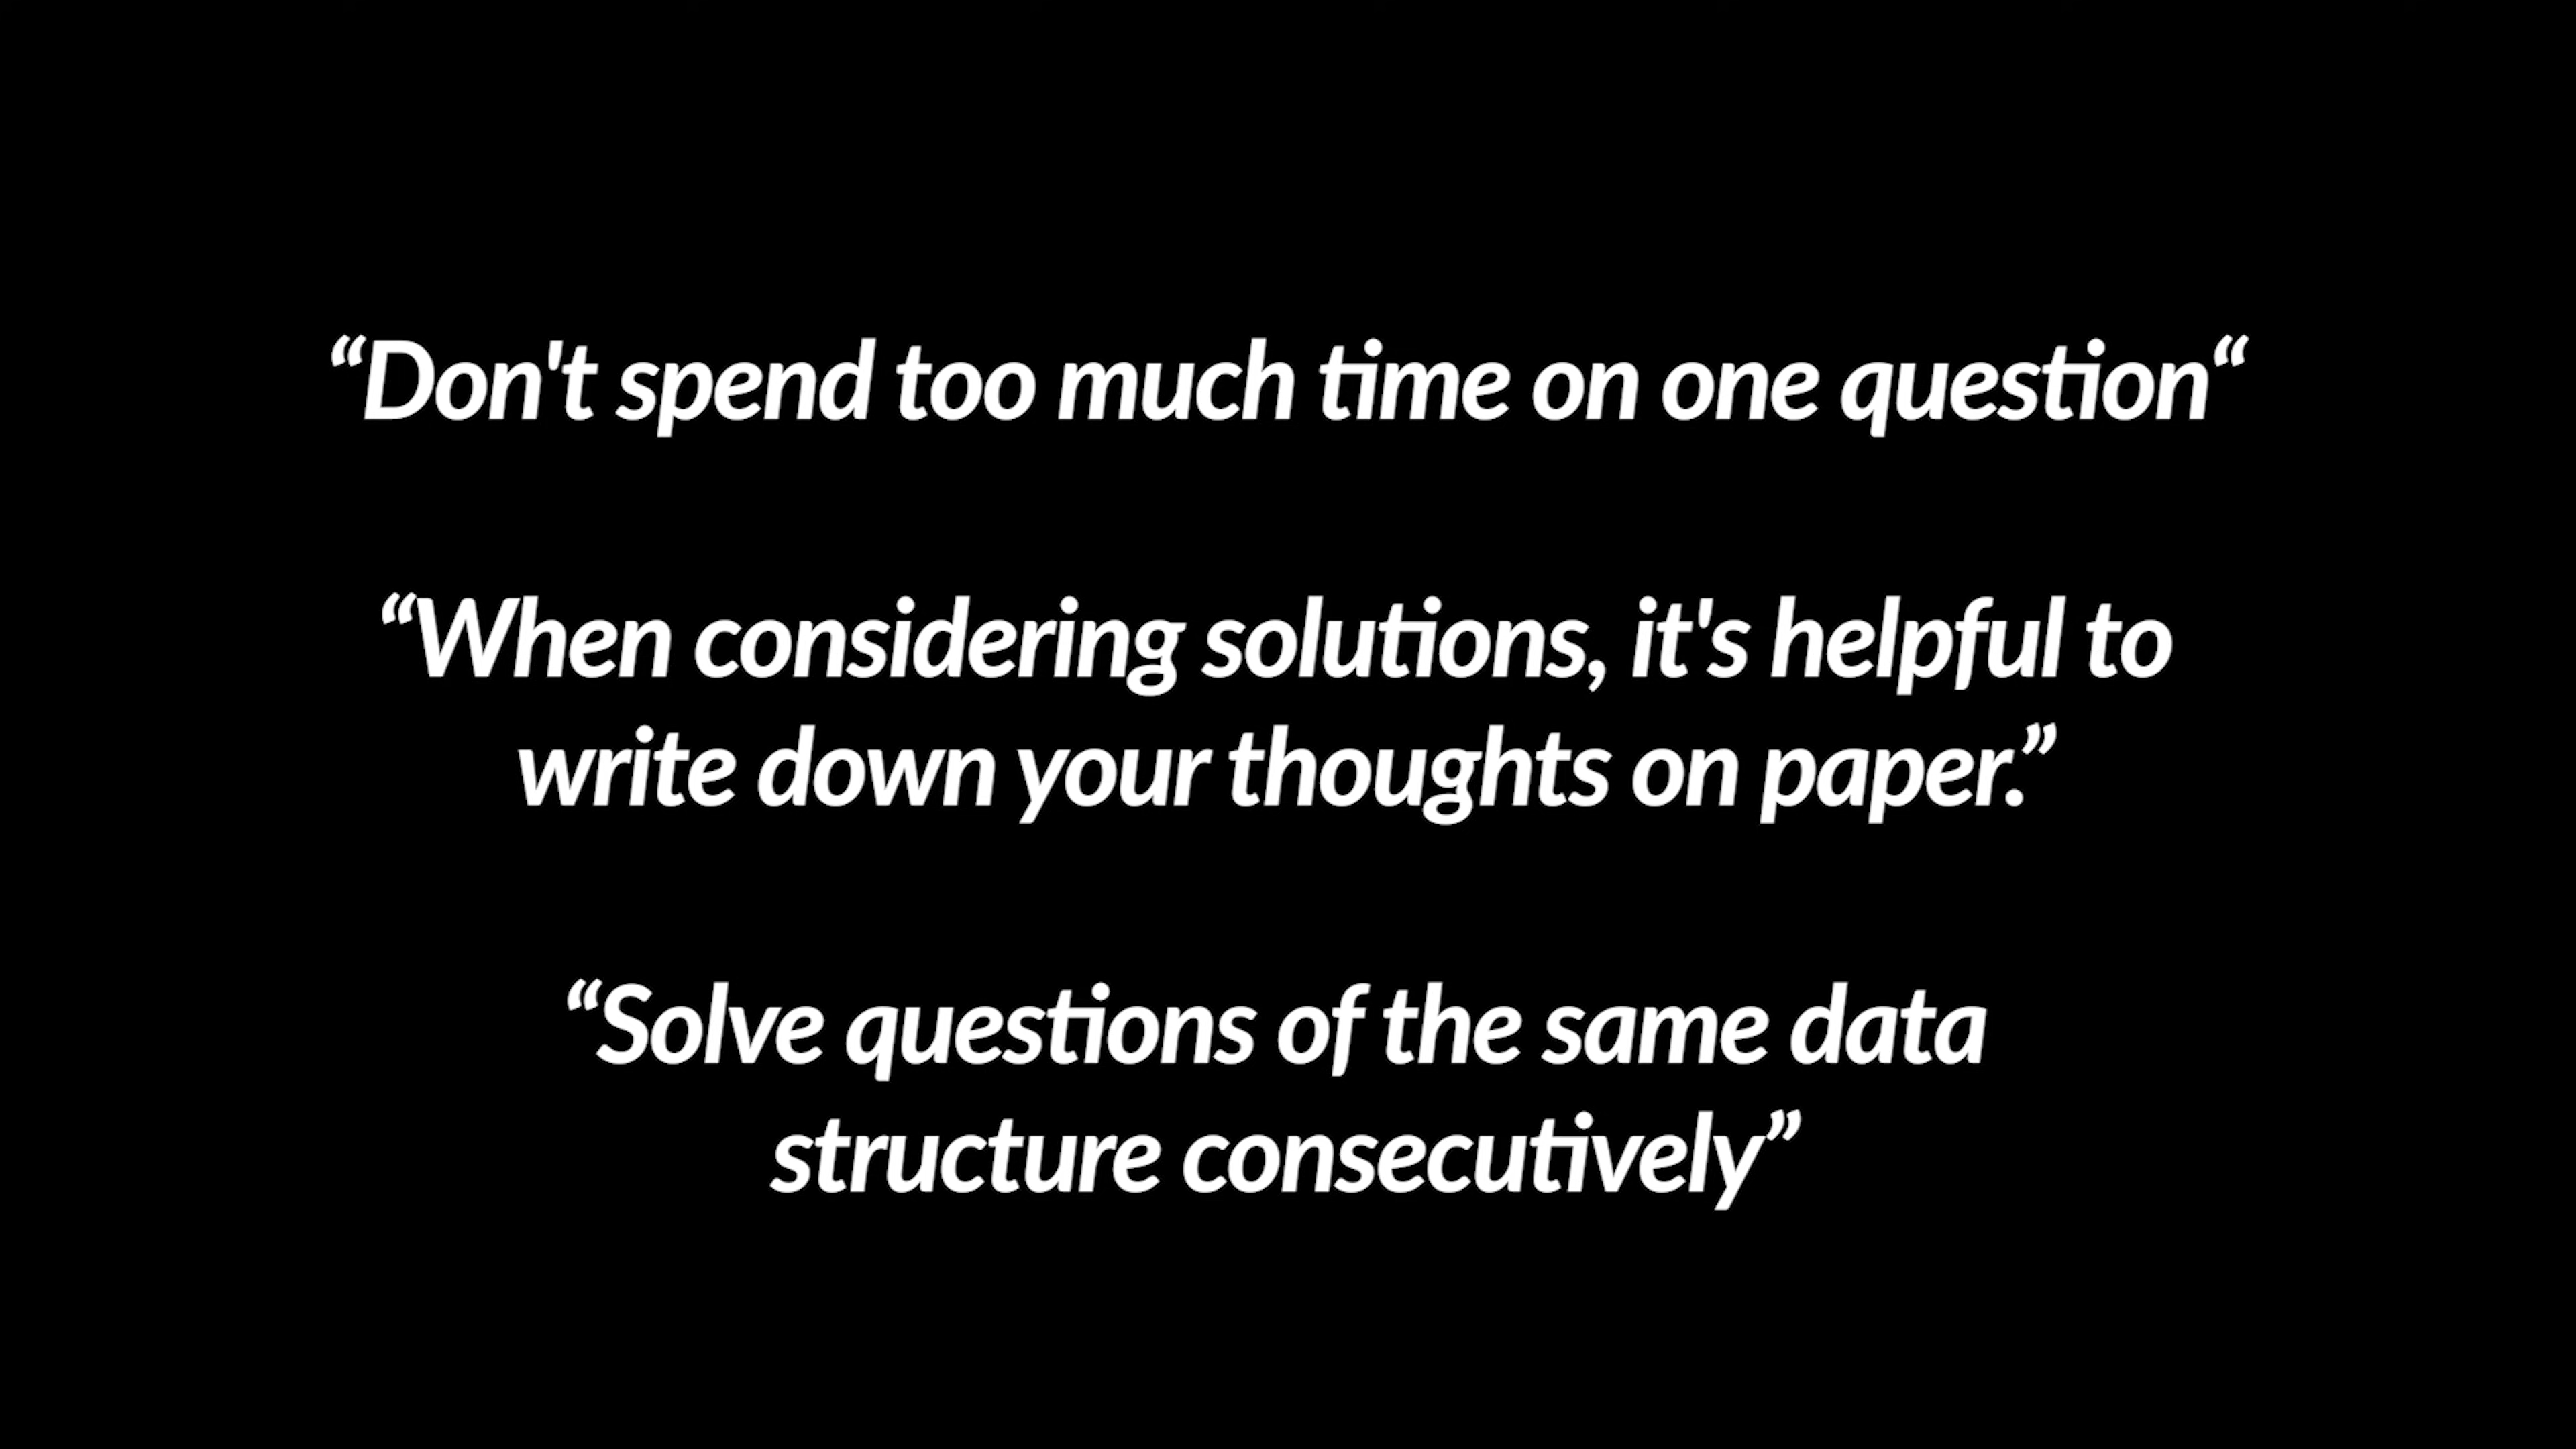 “Don't spend too much time on one question“
“When considering solutions, it's helpful to
write down your thoughts on paper.”
“Solve questions of the same data
structure consecutively”